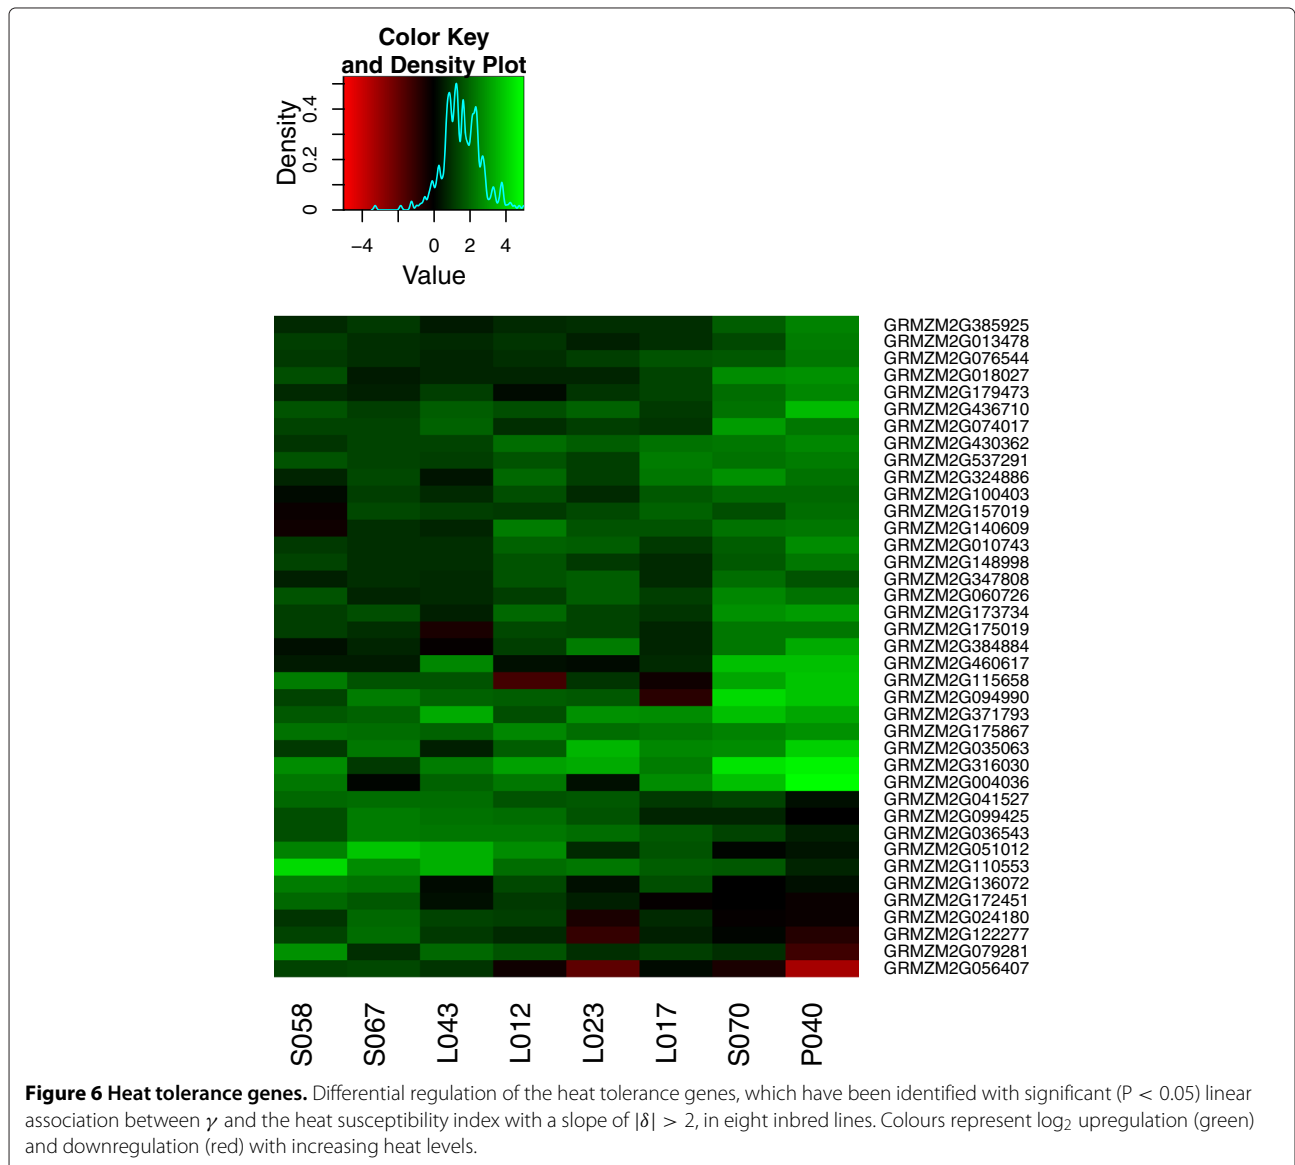 Color Key
and Density Plot
Density
0 0.2 0.4
−4 0 2 4
Value
GRMZM2G385925
GRMZM2G013478
GRMZM2G076544
GRMZM2G018027
GRMZM2G179473
GRMZM2G436710
GRMZM2G074017
GRMZM2G430362
GRMZM2G537291
GRMZM2G324886
GRMZM2G100403
GRMZM2G157019
GRMZM2G140609
GRMZM2G010743
GRMZM2G148998
GRMZM2G347808
GRMZM2G060726
GRMZM2G173734
GRMZM2G175019
GRMZM2G384884
GRMZM2G460617
GRMZM2G115658
GRMZM2G094990
GRMZM2G371793
GRMZM2G175867
GRMZM2G035063
GRMZM2G316030
GRMZM2G004036
GRMZM2G041527
GRMZM2G099425
GRMZM2G036543
GRMZM2G051012
GRMZM2G110553
GRMZM2G136072
GRMZM2G172451
GRMZM2G024180
GRMZM2G122277
GRMZM2G079281
GRMZM2G056407
S058 S067 L043 L012 L023 L017 S070 P040
Figure 6 Heat tolerance genes. Differential regulation of the heat tolerance genes, which have been identified with significant (P < 0.05) linear
association between γ and the heat susceptibility index with a slope of |δ| > 2, in eight inbred lines. Colours represent log₂ upregulation (green)
and downregulation (red) with increasing heat levels.